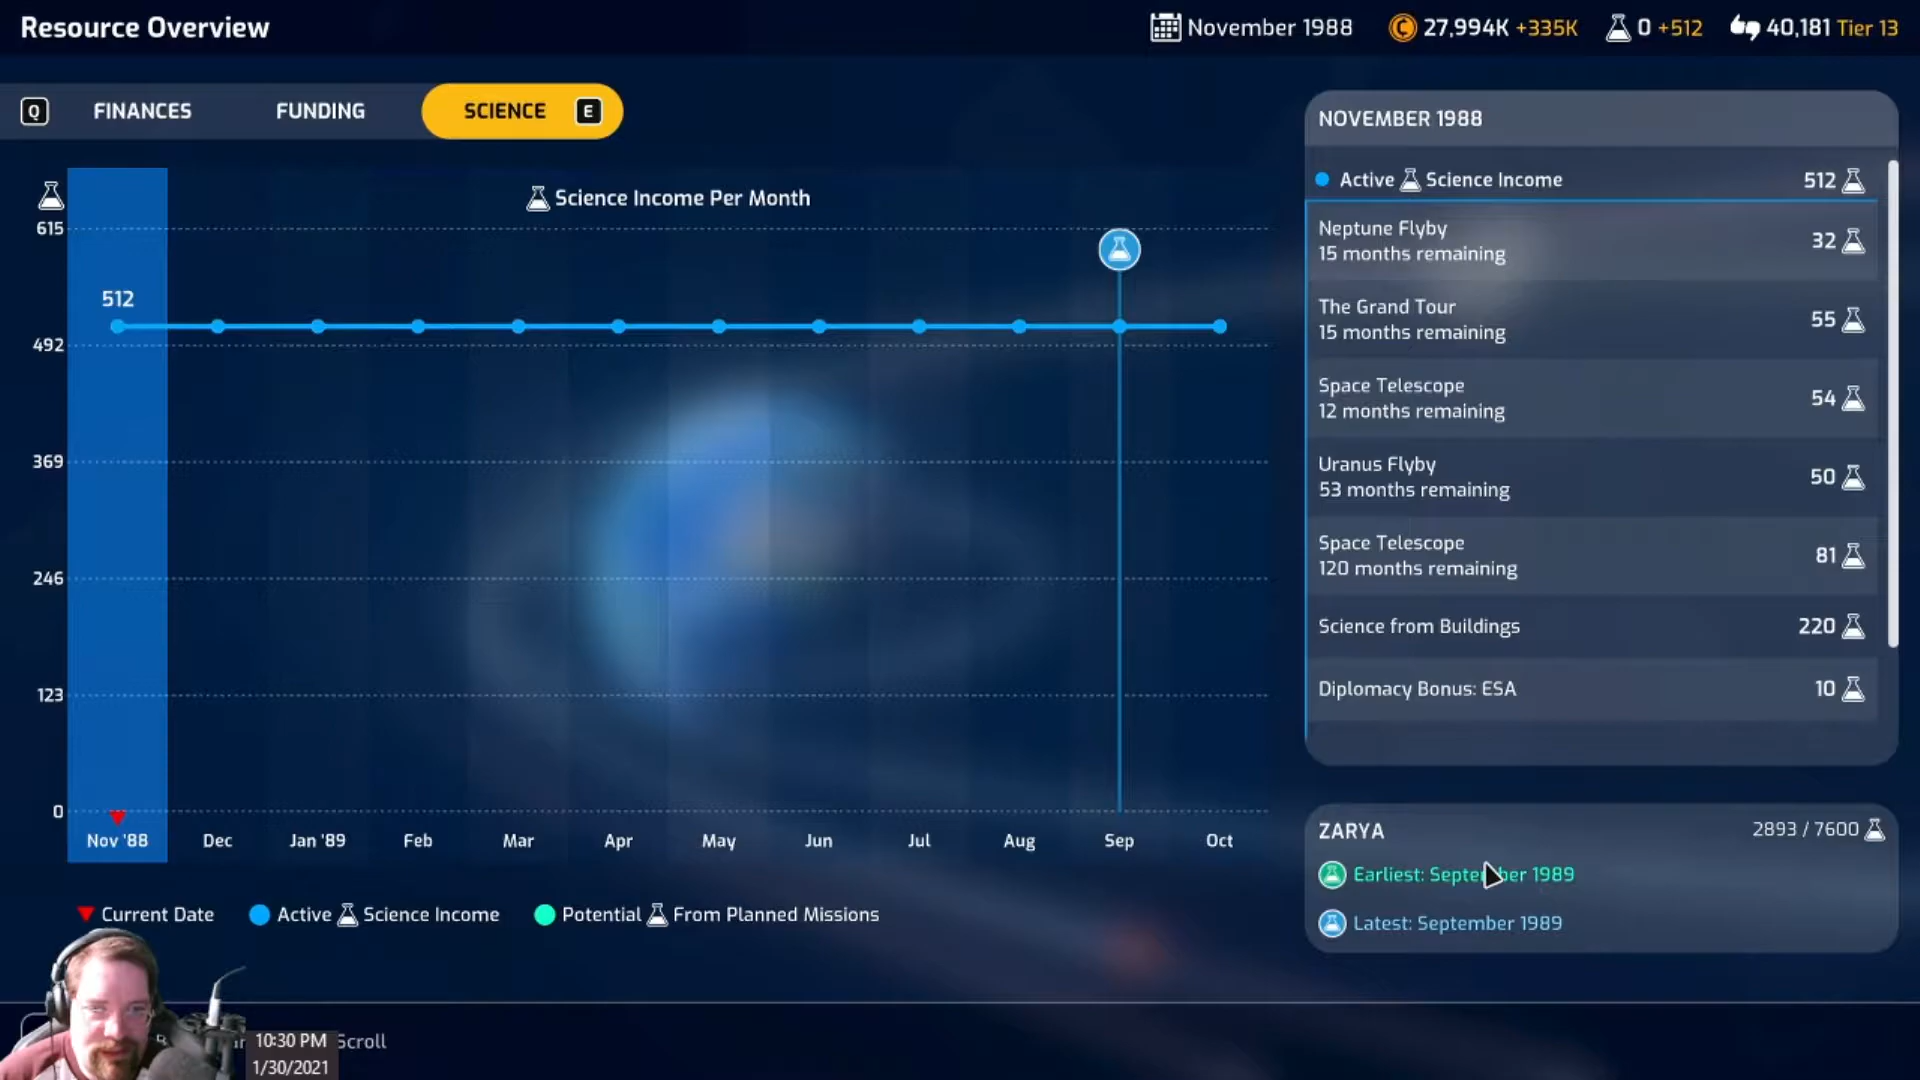 Resource Overview
November 1988
27,994K +335K
0 +512
40,181 Tier 13
Q
FINANCES
FUNDING
SCIENCE
E
Science Income Per Month
615
492
369
246
123
0
512
Nov '88
Dec
Jan '89
Feb
Mar
Apr
May
Jun
Jul
Aug
Sep
Oct
Current Date
Active Science Income
Potential From Planned Missions
NOVEMBER 1988
Active Science Income 512
Neptune Flyby
15 months remaining
32
The Grand Tour
15 months remaining
55
Space Telescope
12 months remaining
54
Uranus Flyby
53 months remaining
50
Space Telescope
120 months remaining
81
Science from Buildings 220
Diplomacy Bonus: ESA 10
ZARYA 2893 / 7600
Earliest: September 1989
Latest: September 1989
Scroll
10:30 PM
1/30/2021